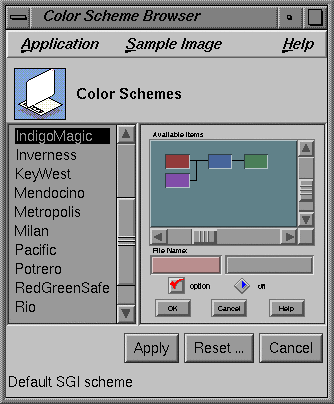 Color Scheme Browser
Application Sample Image Help
Color Schemes
IndigoMagic
Inverness
KeyWest
Mendocino
Metropolis
Milan
Pacific
Potrero
RedGreenSafe
Rio
Available Items
File Name:
option on
OK Cancel Help
Apply Reset ... Cancel
Default SGI scheme